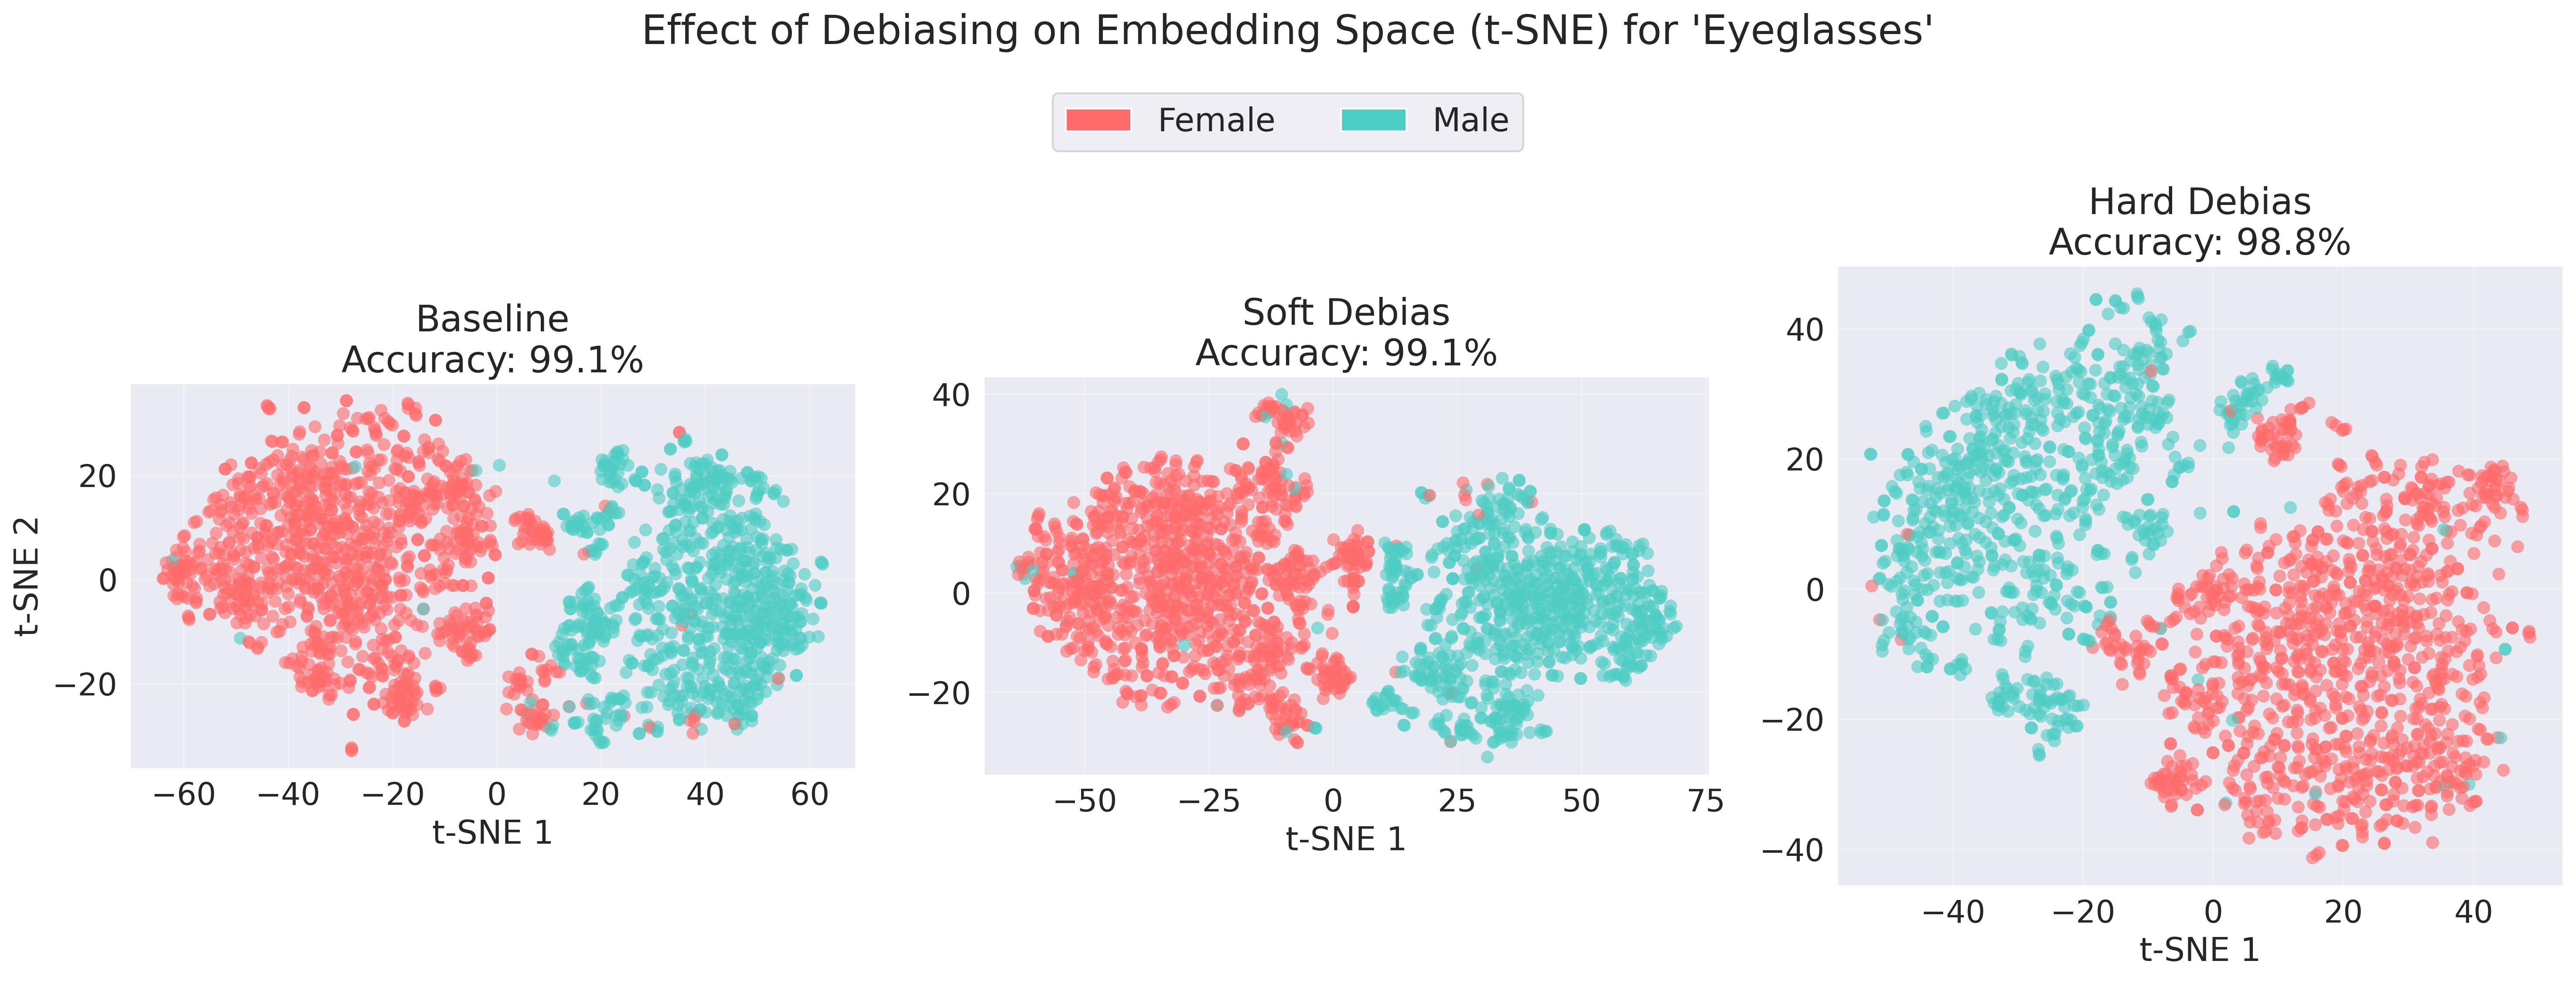 Effect of Debiasing on Embedding Space (t-SNE) for 'Eyeglasses'
Female
Male
Baseline
Accuracy: 99.1%
t-SNE 2
20
0
−20
−60
−40
−20
0
20
40
60
t-SNE 1
Soft Debias
Accuracy: 99.1%
40
20
0
−20
−50
−25
0
25
50
75
t-SNE 1
Hard Debias
Accuracy: 98.8%
40
20
0
−20
−40
−40
−20
0
20
40
t-SNE 1